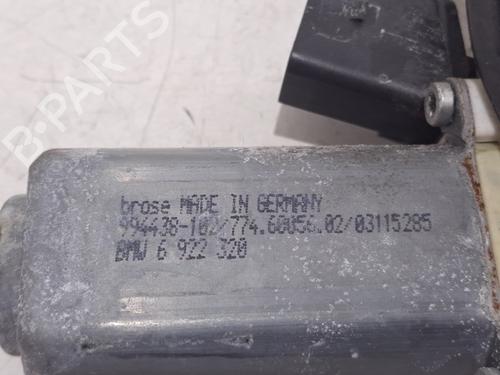 B-PARTS
brose MADE IN GERMANY
994438-102/774.60056.02/03115285
BMW 6 922 320